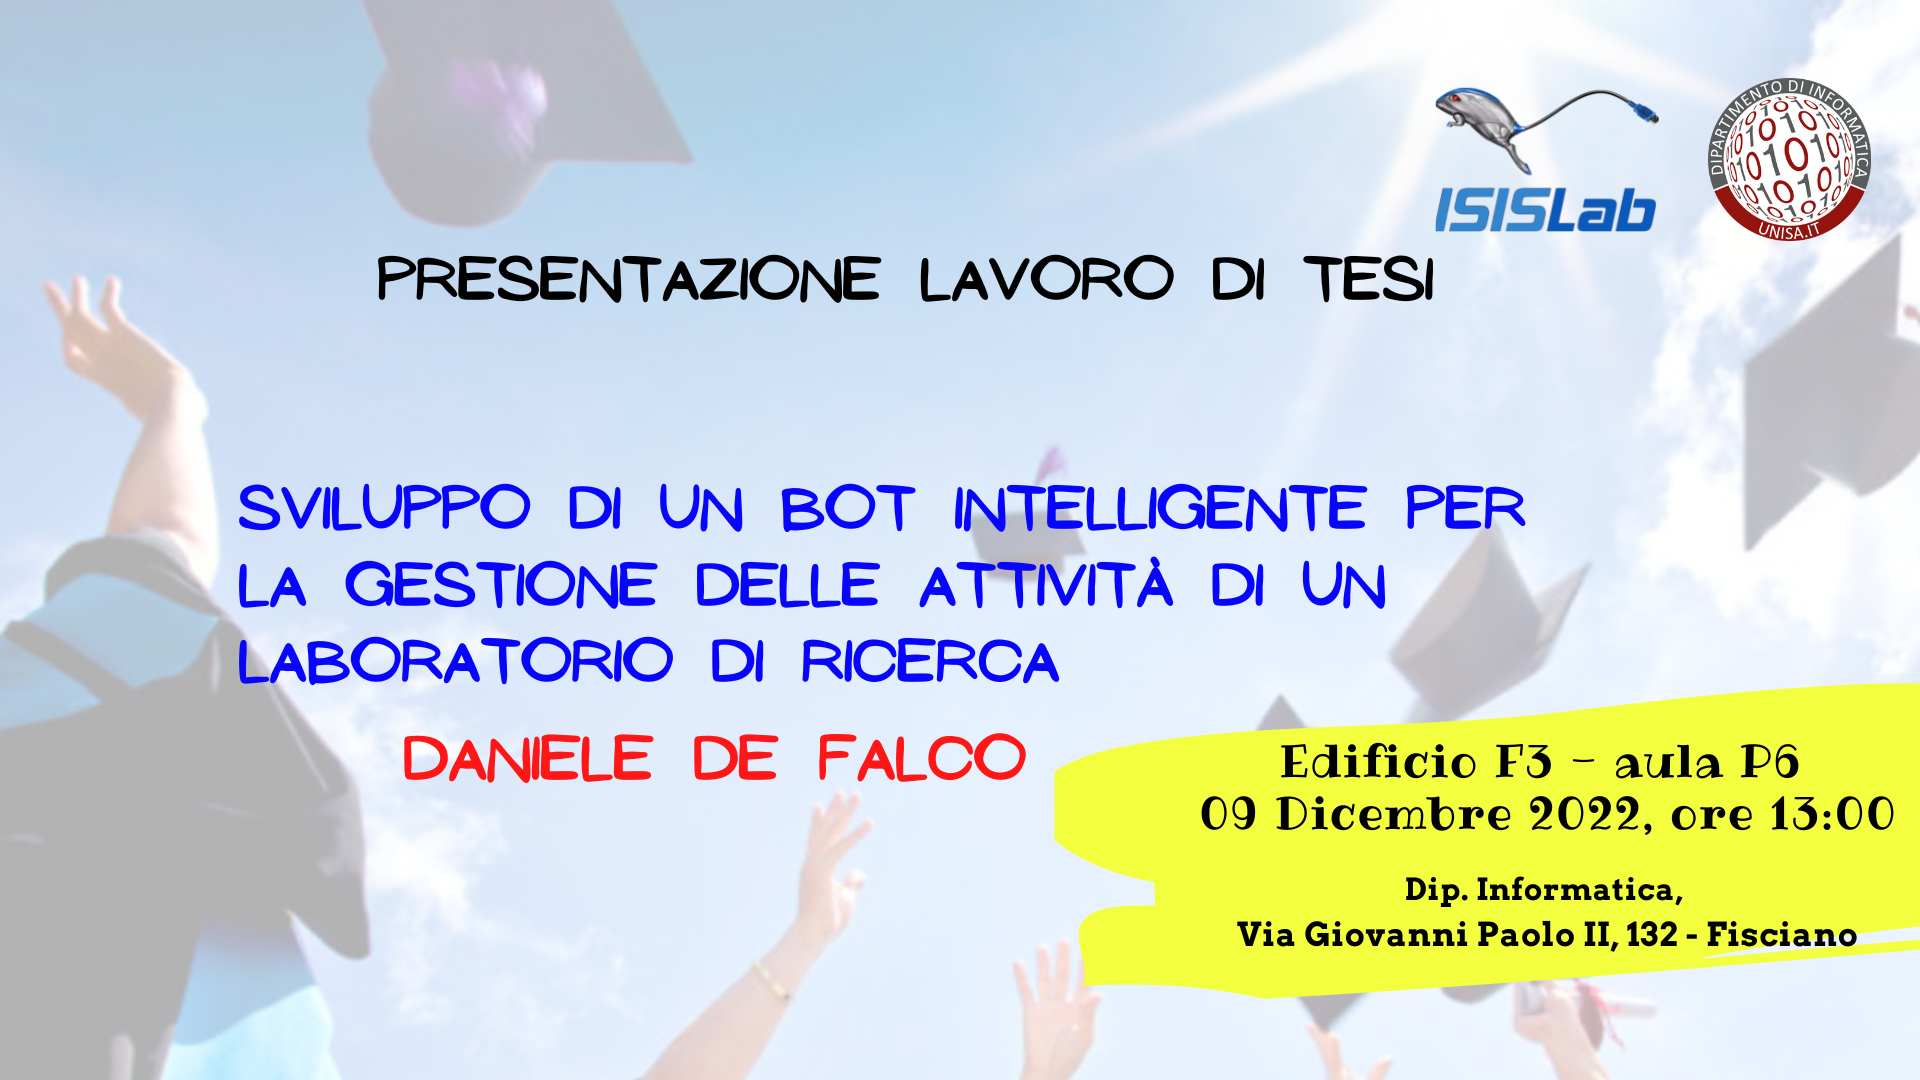 DIPARTIMENTO DI INFORMATICA
UNISA.IT
ISISLab
PRESENTAZIONE LAVORO DI TESI
SVILUPPO DI UN BOT INTELLIGENTE PER
LA GESTIONE DELLE ATTIVITÀ DI UN
LABORATORIO DI RICERCA
DANIELE DE FALCO
Edificio F3 - aula P6
09 Dicembre 2022, ore 13:00
Dip. Informatica,
Via Giovanni Paolo II, 132 - Fisciano